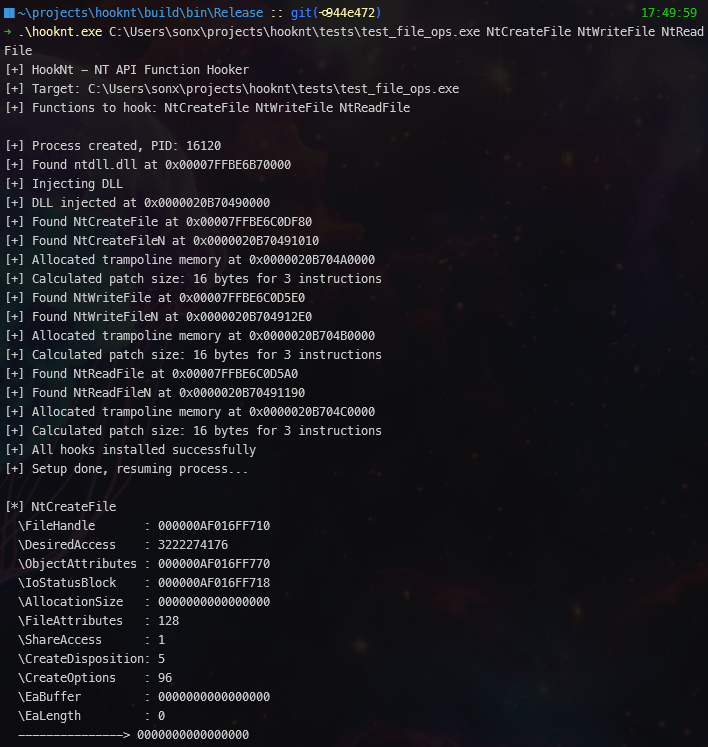 ~\projects\hooknt\build\bin\Release :: git(944e472) 17:49:59
→ .\hooknt.exe C:\Users\sonx\projects\hooknt\tests\test_file_ops.exe NtCreateFile NtWriteFile NtRead
File
[+] HookNt – NT API Function Hooker
[+] Target: C:\Users\sonx\projects\hooknt\tests\test_file_ops.exe
[+] Functions to hook: NtCreateFile NtWriteFile NtReadFile
[+] Process created, PID: 16120
[+] Found ntdll.dll at 0x00007FFBE6B70000
[+] Injecting DLL
[+] DLL injected at 0x0000020B70490000
[+] Found NtCreateFile at 0x00007FFBE6C0DF80
[+] Found NtCreateFileN at 0x0000020B70491010
[+] Allocated trampoline memory at 0x0000020B704A0000
[+] Calculated patch size: 16 bytes for 3 instructions
[+] Found NtWriteFile at 0x00007FFBE6C0D5E0
[+] Found NtWriteFileN at 0x0000020B704912E0
[+] Allocated trampoline memory at 0x0000020B704B0000
[+] Calculated patch size: 16 bytes for 3 instructions
[+] Found NtReadFile at 0x00007FFBE6C0D5A0
[+] Found NtReadFileN at 0x0000020B70491190
[+] Allocated trampoline memory at 0x0000020B704C0000
[+] Calculated patch size: 16 bytes for 3 instructions
[+] All hooks installed successfully
[+] Setup done, resuming process...
[*] NtCreateFile
\FileHandle : 000000AF016FF710
\DesiredAccess : 3222274176
\ObjectAttributes : 000000AF016FF770
\IoStatusBlock : 000000AF016FF718
\AllocationSize : 0000000000000000
\FileAttributes : 128
\ShareAccess : 1
\CreateDisposition: 5
\CreateOptions : 96
\EaBuffer : 0000000000000000
\EaLength : 0
———————————————> 0000000000000000